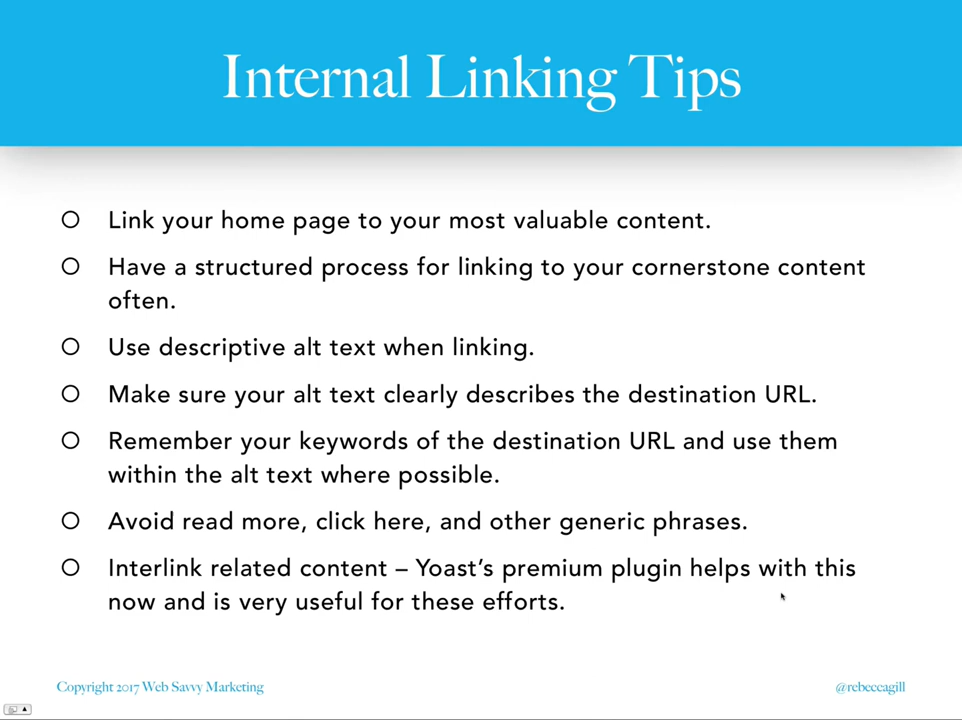 Internal Linking Tips
Link your home page to your most valuable content.
Have a structured process for linking to your cornerstone content
often.
Use descriptive alt text when linking.
Make sure your alt text clearly describes the destination URL.
Remember your keywords of the destination URL and use them
within the alt text where possible.
Avoid read more, click here, and other generic phrases.
Interlink related content – Yoast's premium plugin helps with this
now and is very useful for these efforts.
Copyright 2017 Web Savvy Marketing
@rebeccagill